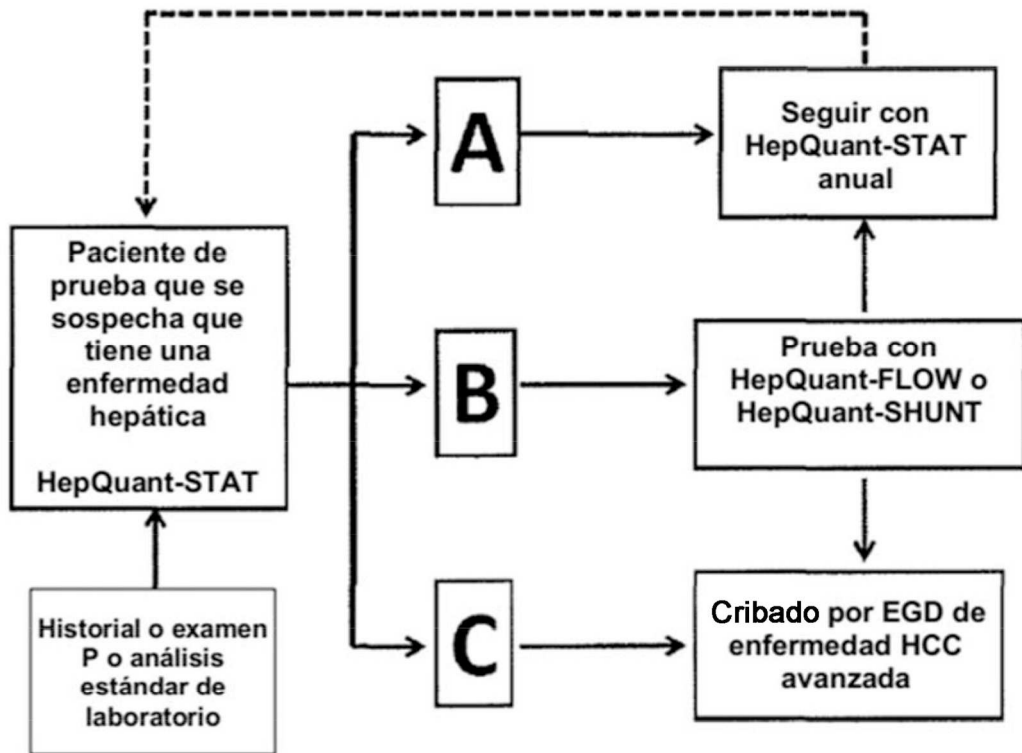 Paciente de
prueba que se
sospecha que
tiene una
enfermedad
hepática
HepQuant-STAT
Historial o examen
P o análisis
estándar de
laboratorio
A
B
C
Seguir con
HepQuant-STAT
anual
Prueba con
HepQuant-FLOW o
HepQuant-SHUNT
Cribado por EGD de
enfermedad HCC
avanzada